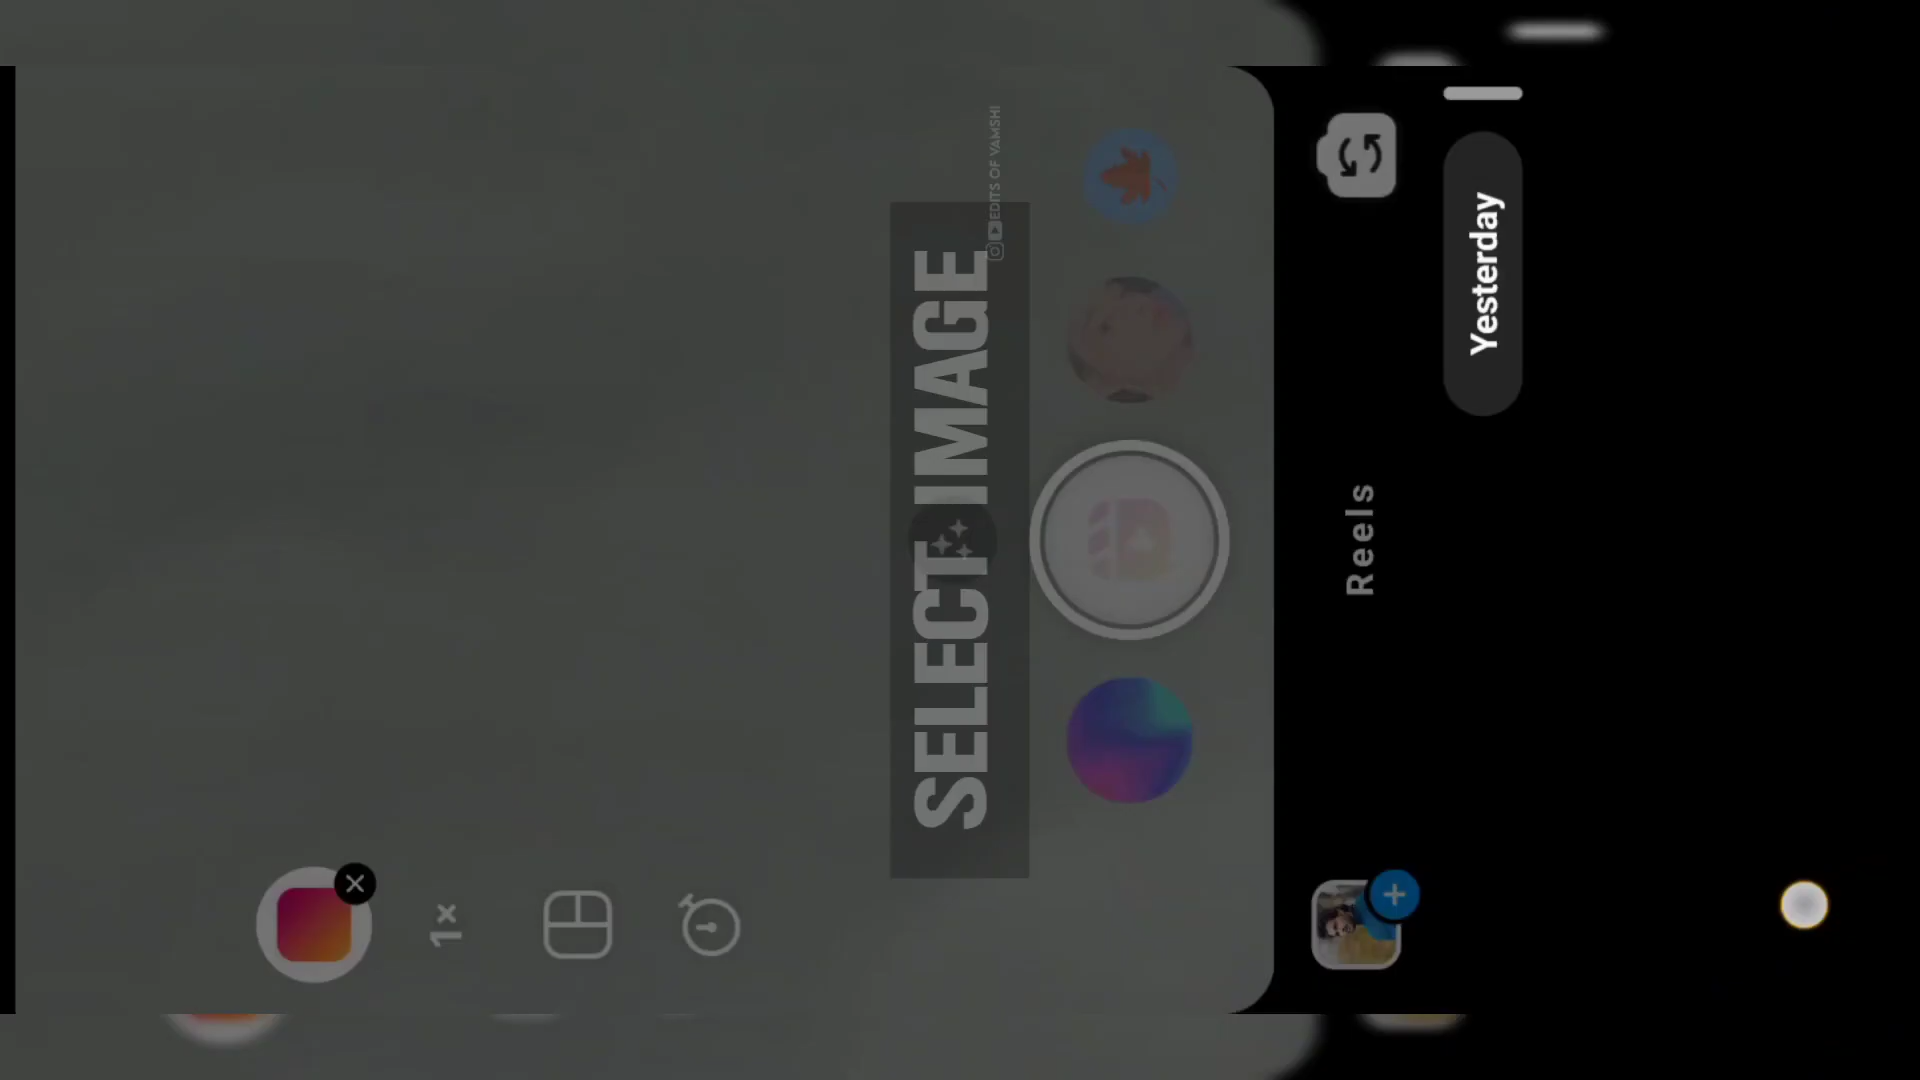 1×
SELECT IMAGE
EDITS OF VAMSHI
Reels
Yesterday